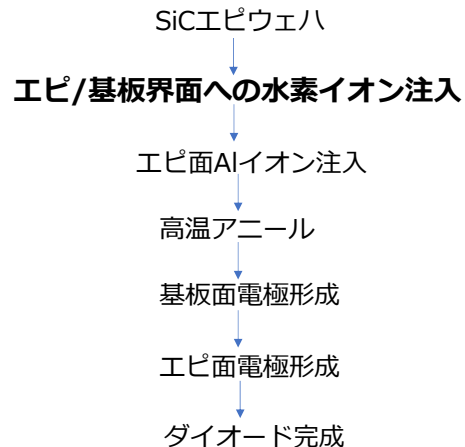 SiCエピウェハ
エピ/基板界面への水素イオン注入
エピ面Alイオン注入
高温アニール
基板面電極形成
エピ面電極形成
ダイオード完成